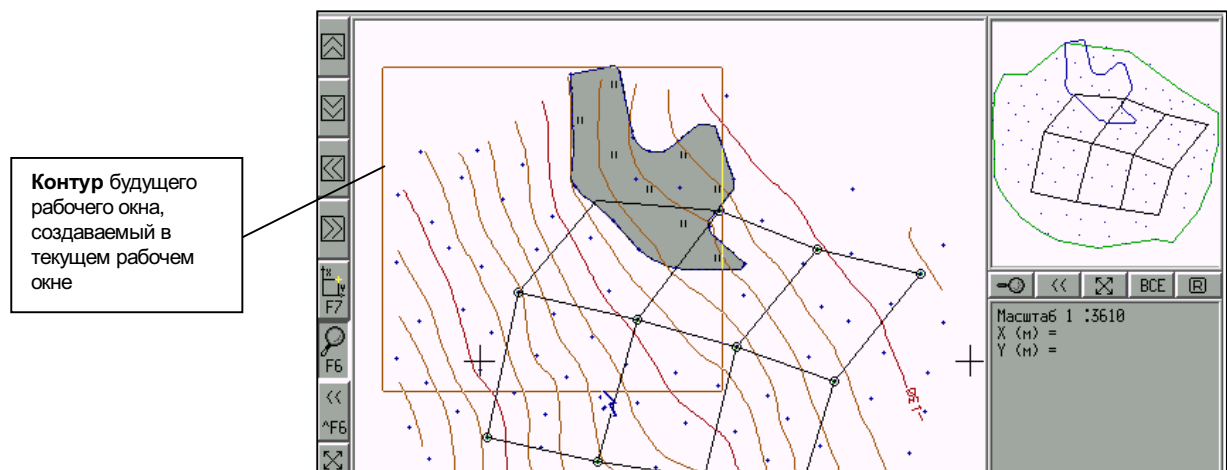 Контур будущего
рабочего окна,
создаваемый в
текущем рабочем
окне
F7
F6
<<
^F6
<< ВСЕ R
Масштаб 1 :3610
X (м) =
Y (м) =